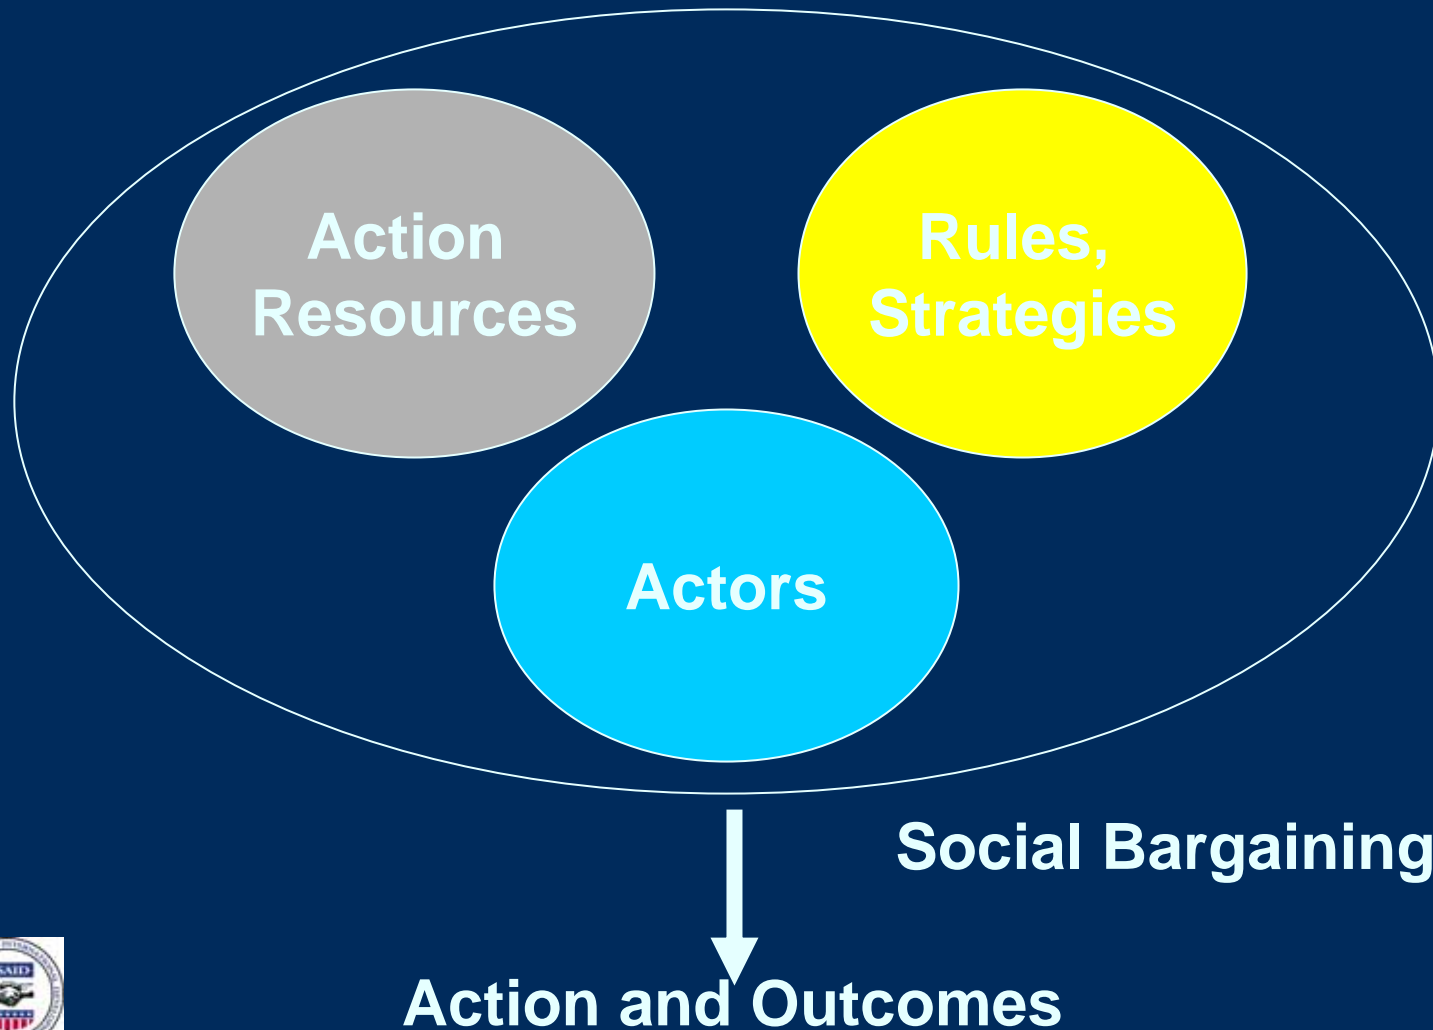 Action
Resources
Rules,
Strategies
Actors
Social Bargaining
Action and Outcomes